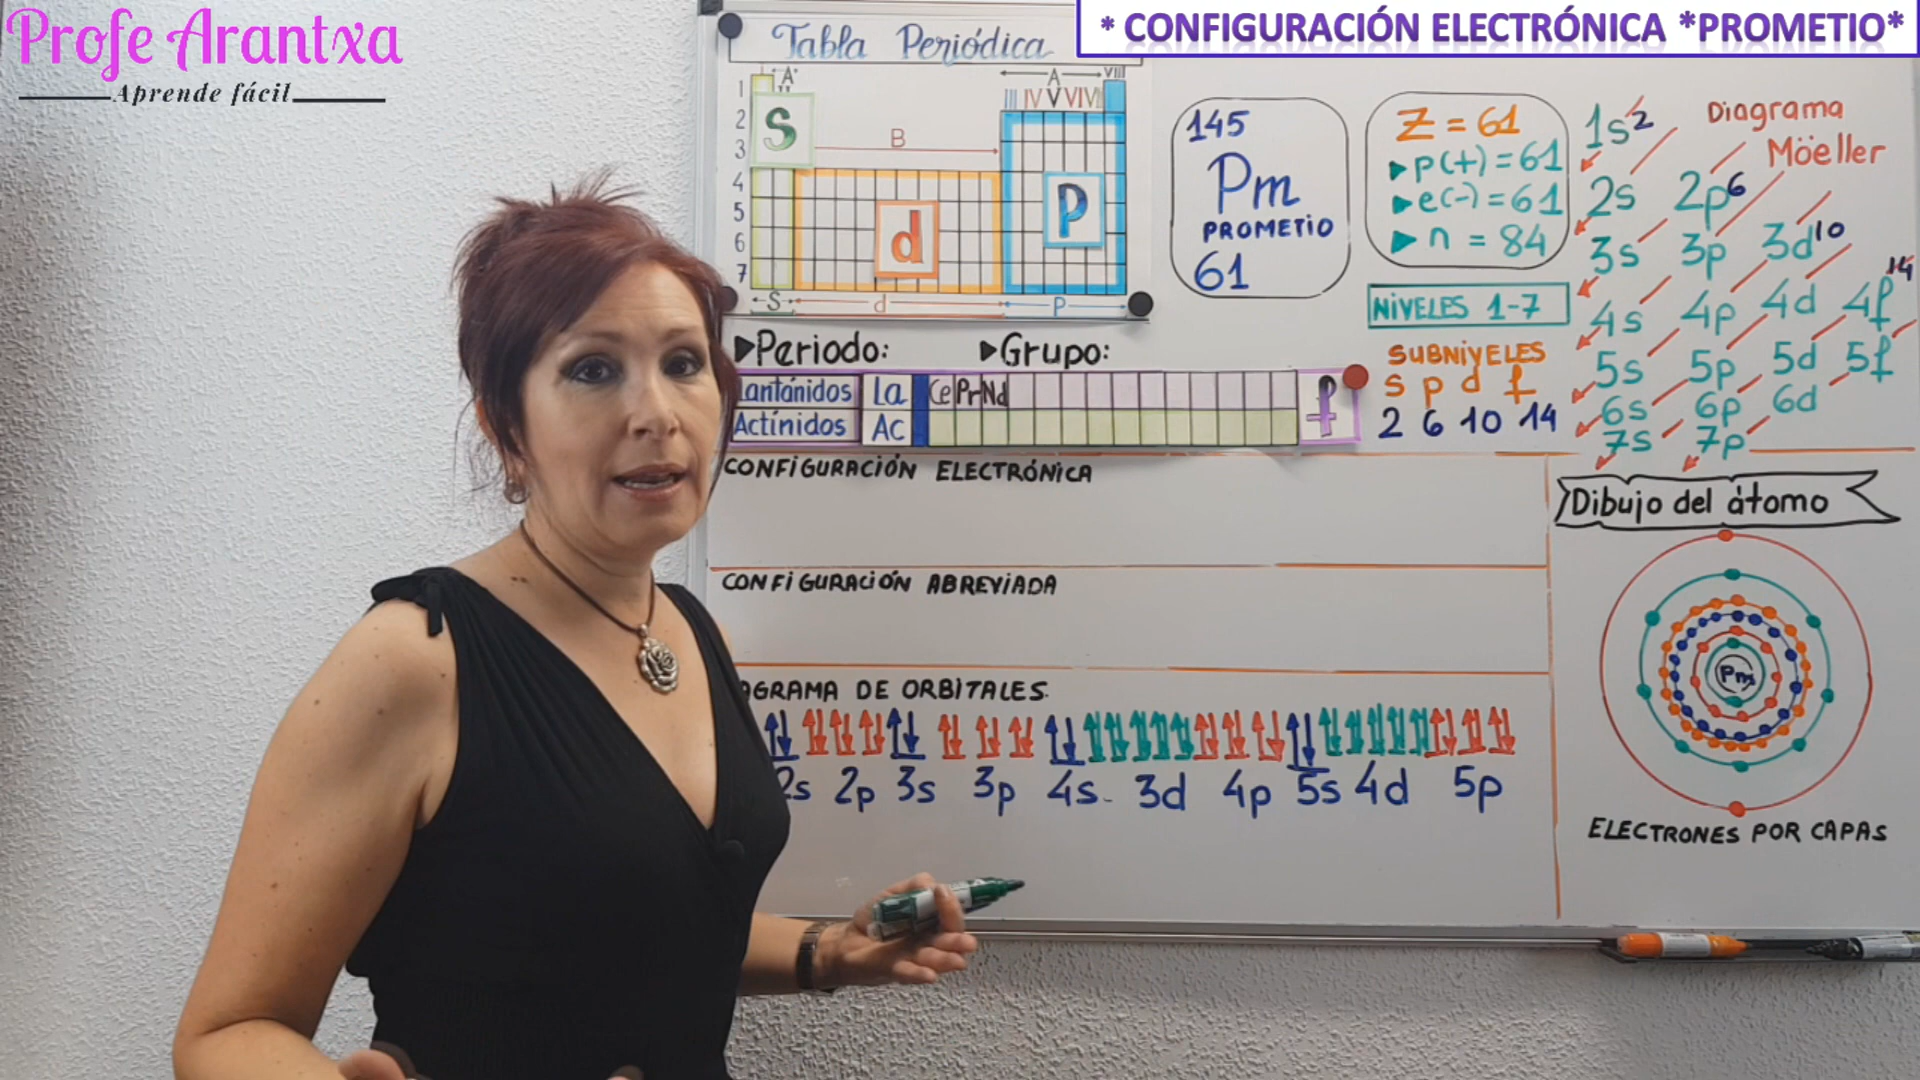 Profe Arantxa
Aprende fácil
* CONFIGURACIÓN ELECTRÓNICA *PROMETIO*
Tabla Periódica
A
A
VIII
III IV V VI VII
1
2
3
4
5
6
7
S
B
d
P
S d P
145
Pm
PROMETIO
61
Z = 61
▶p(+)=61
▶e(-)=61
▶n = 84
NIVELES 1-7
SUBNIVELES
s p d f
2 6 10 14
Diagrama
Möeller
1s2
2s 2p6
3s 3p 3d10
4s 4p 4d 4f14
5s 5p 5d 5f
6s 6p 6d
7s 7p
▶Periodo: ▶Grupo:
Lantánidos La Ce Pr Nd
Actínidos Ac
f
CONFIGURACIÓN ELECTRÓNICA
CONFIGURACIÓN ABREVIADA
AGRAMA DE ORBITALES.
2s 2p 3s 3p 4s 3d 4p 5s 4d 5p
Dibujo del átomo
Pm
ELECTRONES POR CAPAS